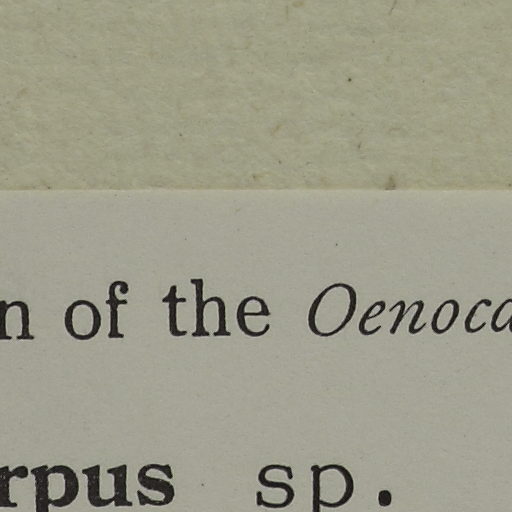 n of the Oenoca
rpus sp.